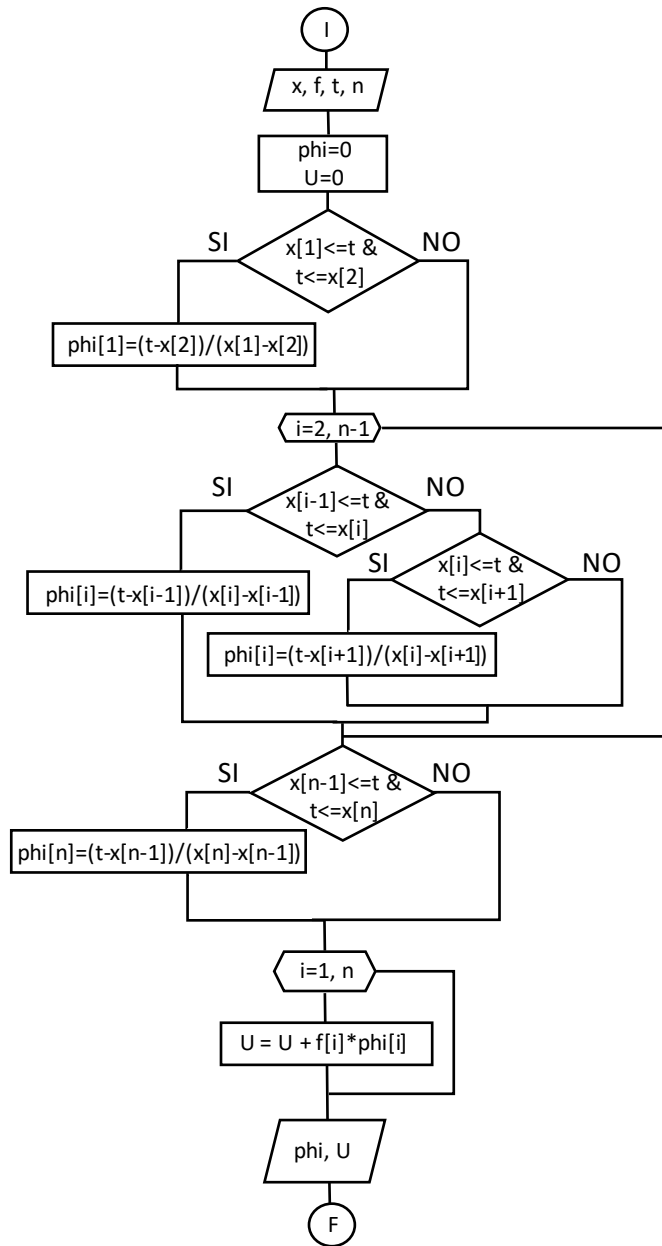 I
x, f, t, n
phi=0
U=0
SI
NO
x[1]<=t &
t<=x[2]
phi[1]=(t-x[2])/(x[1]-x[2])
i=2, n-1
SI
NO
x[i-1]<=t &
t<=x[i]
SI
NO
x[i]<=t &
t<=x[i+1]
phi[i]=(t-x[i-1])/(x[i]-x[i-1])
phi[i]=(t-x[i+1])/(x[i]-x[i+1])
SI
NO
x[n-1]<=t &
t<=x[n]
phi[n]=(t-x[n-1])/(x[n]-x[n-1])
i=1, n
U = U + f[i]*phi[i]
phi, U
F